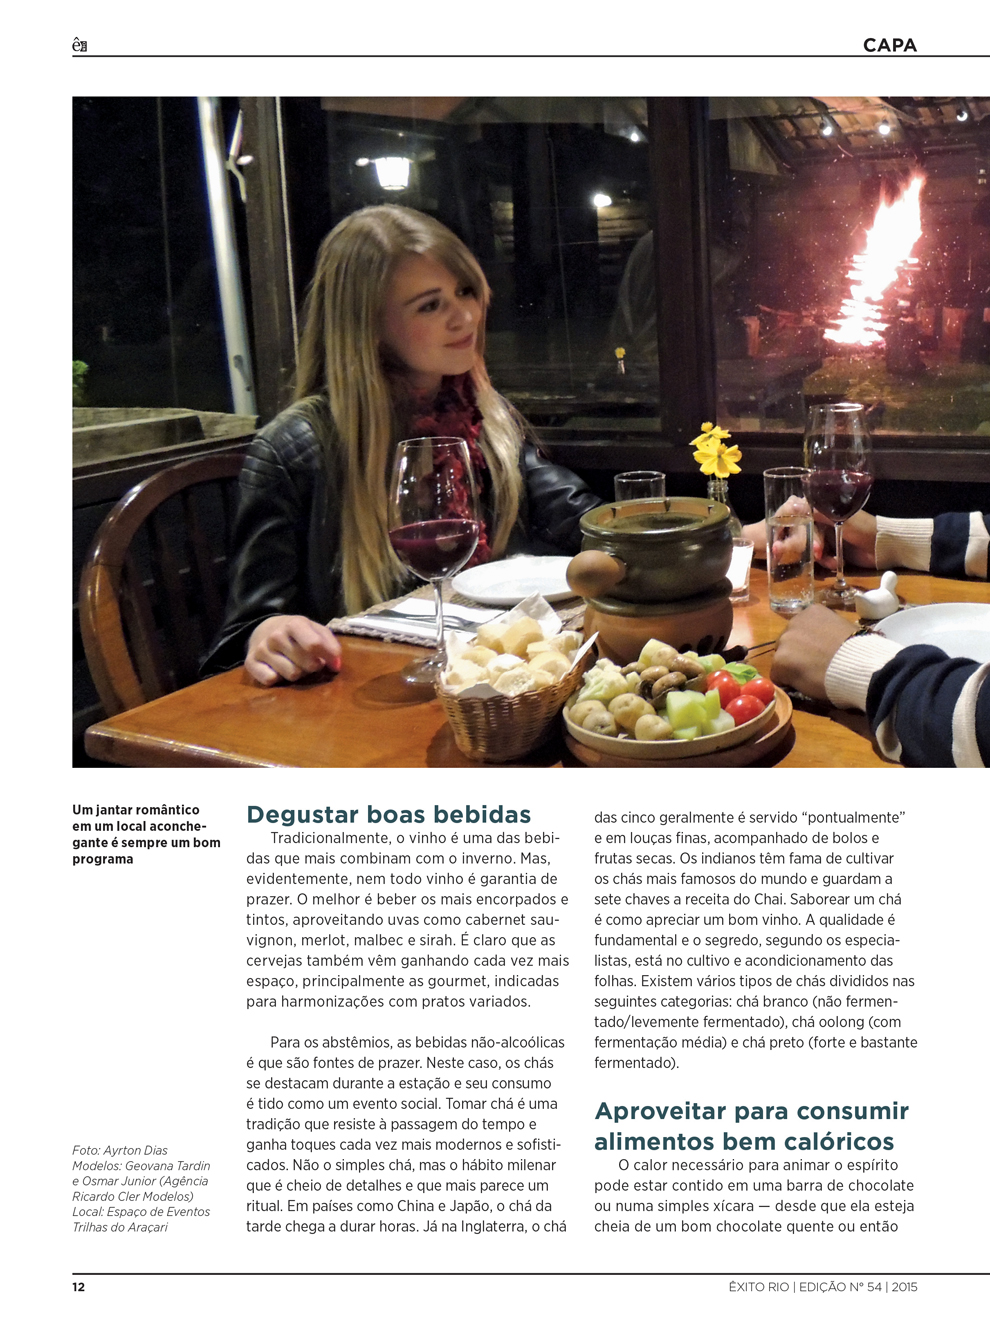 CAPA
Um jantar romântico
em um local aconche-
gante é sempre um bom
programa
Foto: Ayrton Dias
Modelos: Geovana Tardin
e Osmar Junior (Agência
Ricardo Cler Modelos)
Local: Espaço de Eventos
Trilhas do Araçari
Degustar boas bebidas
Tradicionalmente, o vinho é uma das bebi-
das que mais combinam com o inverno. Mas,
evidentemente, nem todo vinho é garantia de
prazer. O melhor é beber os mais encorpados e
tintos, aproveitando uvas como cabernet sau-
vignon, merlot, malbec e sirah. É claro que as
cervejas também vêm ganhando cada vez mais
espaço, principalmente as gourmet, indicadas
para harmonizações com pratos variados.
Para os abstêmios, as bebidas não-alcoólicas
é que são fontes de prazer. Neste caso, os chás
se destacam durante a estação e seu consumo
é tido como um evento social. Tomar chá é uma
tradição que resiste à passagem do tempo e
ganha toques cada vez mais modernos e sofisti-
cados. Não o simples chá, mas o hábito milenar
que é cheio de detalhes e que mais parece um
ritual. Em países como China e Japão, o chá da
tarde chega a durar horas. Já na Inglaterra, o chá
das cinco geralmente é servido “pontualmente”
e em louças finas, acompanhado de bolos e
frutas secas. Os indianos têm fama de cultivar
os chás mais famosos do mundo e guardam a
sete chaves a receita do Chai. Saborear um chá
é como apreciar um bom vinho. A qualidade é
fundamental e o segredo, segundo os especia-
listas, está no cultivo e acondicionamento das
folhas. Existem vários tipos de chás divididos nas
seguintes categorias: chá branco (não fermen-
tado/levemente fermentado), chá oolong (com
fermentação média) e chá preto (forte e bastante
fermentado).
Aproveitar para consumir
alimentos bem calóricos
O calor necessário para animar o espírito
pode estar contido em uma barra de chocolate
ou numa simples xícara — desde que ela esteja
cheia de um bom chocolate quente ou então
12
ÊXITO RIO | EDIÇÃO Nº 54 | 2015